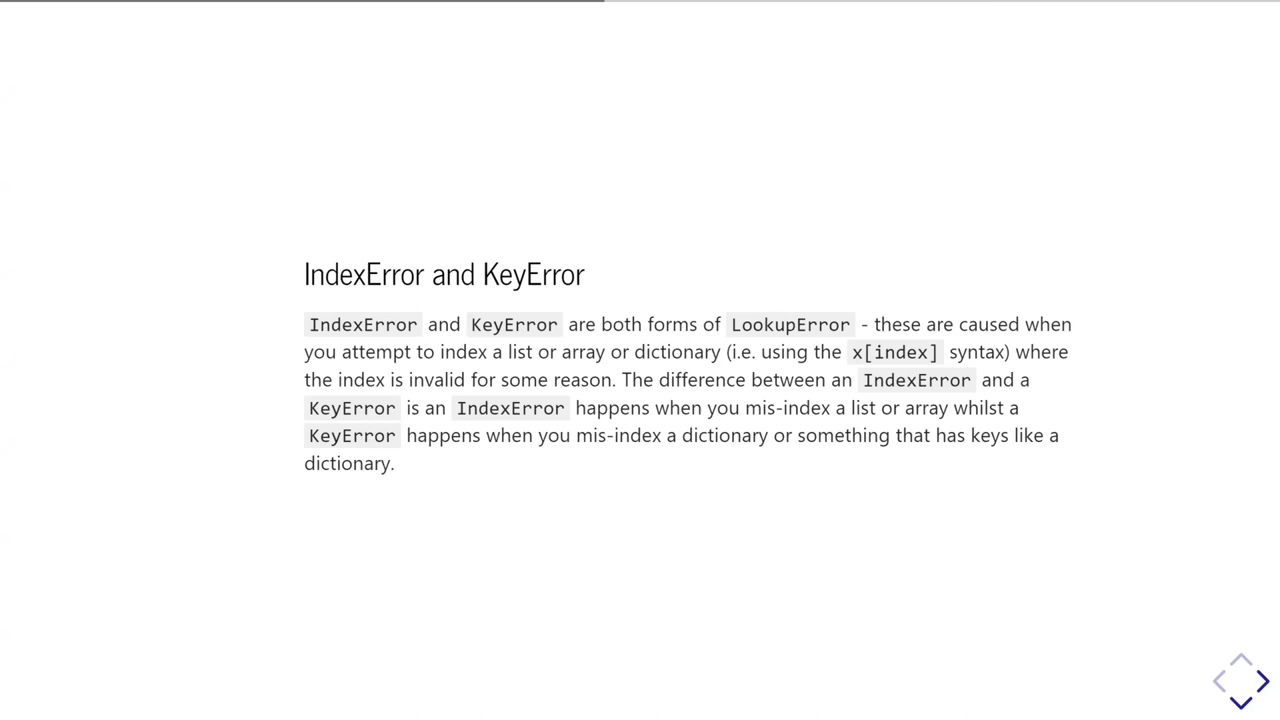 IndexError and KeyError
IndexError and KeyError are both forms of LookupError - these are caused when
you attempt to index a list or array or dictionary (i.e. using the x[index] syntax) where
the index is invalid for some reason. The difference between an IndexError and a
KeyError is an IndexError happens when you mis-index a list or array whilst a
KeyError happens when you mis-index a dictionary or something that has keys like a
dictionary.